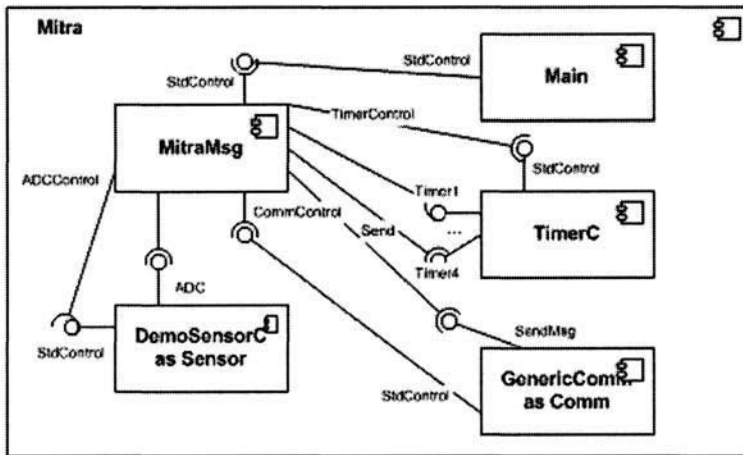 Mitra
StdControl
Main
StdControl
TimerControl
MitraMsg
StdControl
ADCControl
Timer1
CommControl
Send
...
TimerC
Timer4
ADC
SendMsg
StdControl
DemoSensorC
as Sensor
GenericComm
as Comm
StdControl